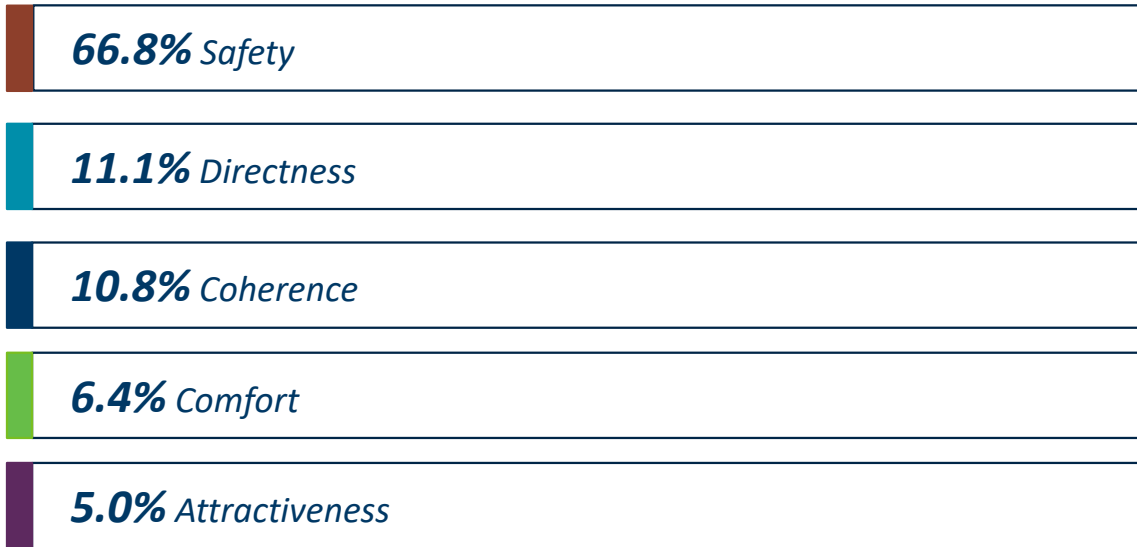 66.8% Safety
11.1% Directness
10.8% Coherence
6.4% Comfort
5.0% Attractiveness